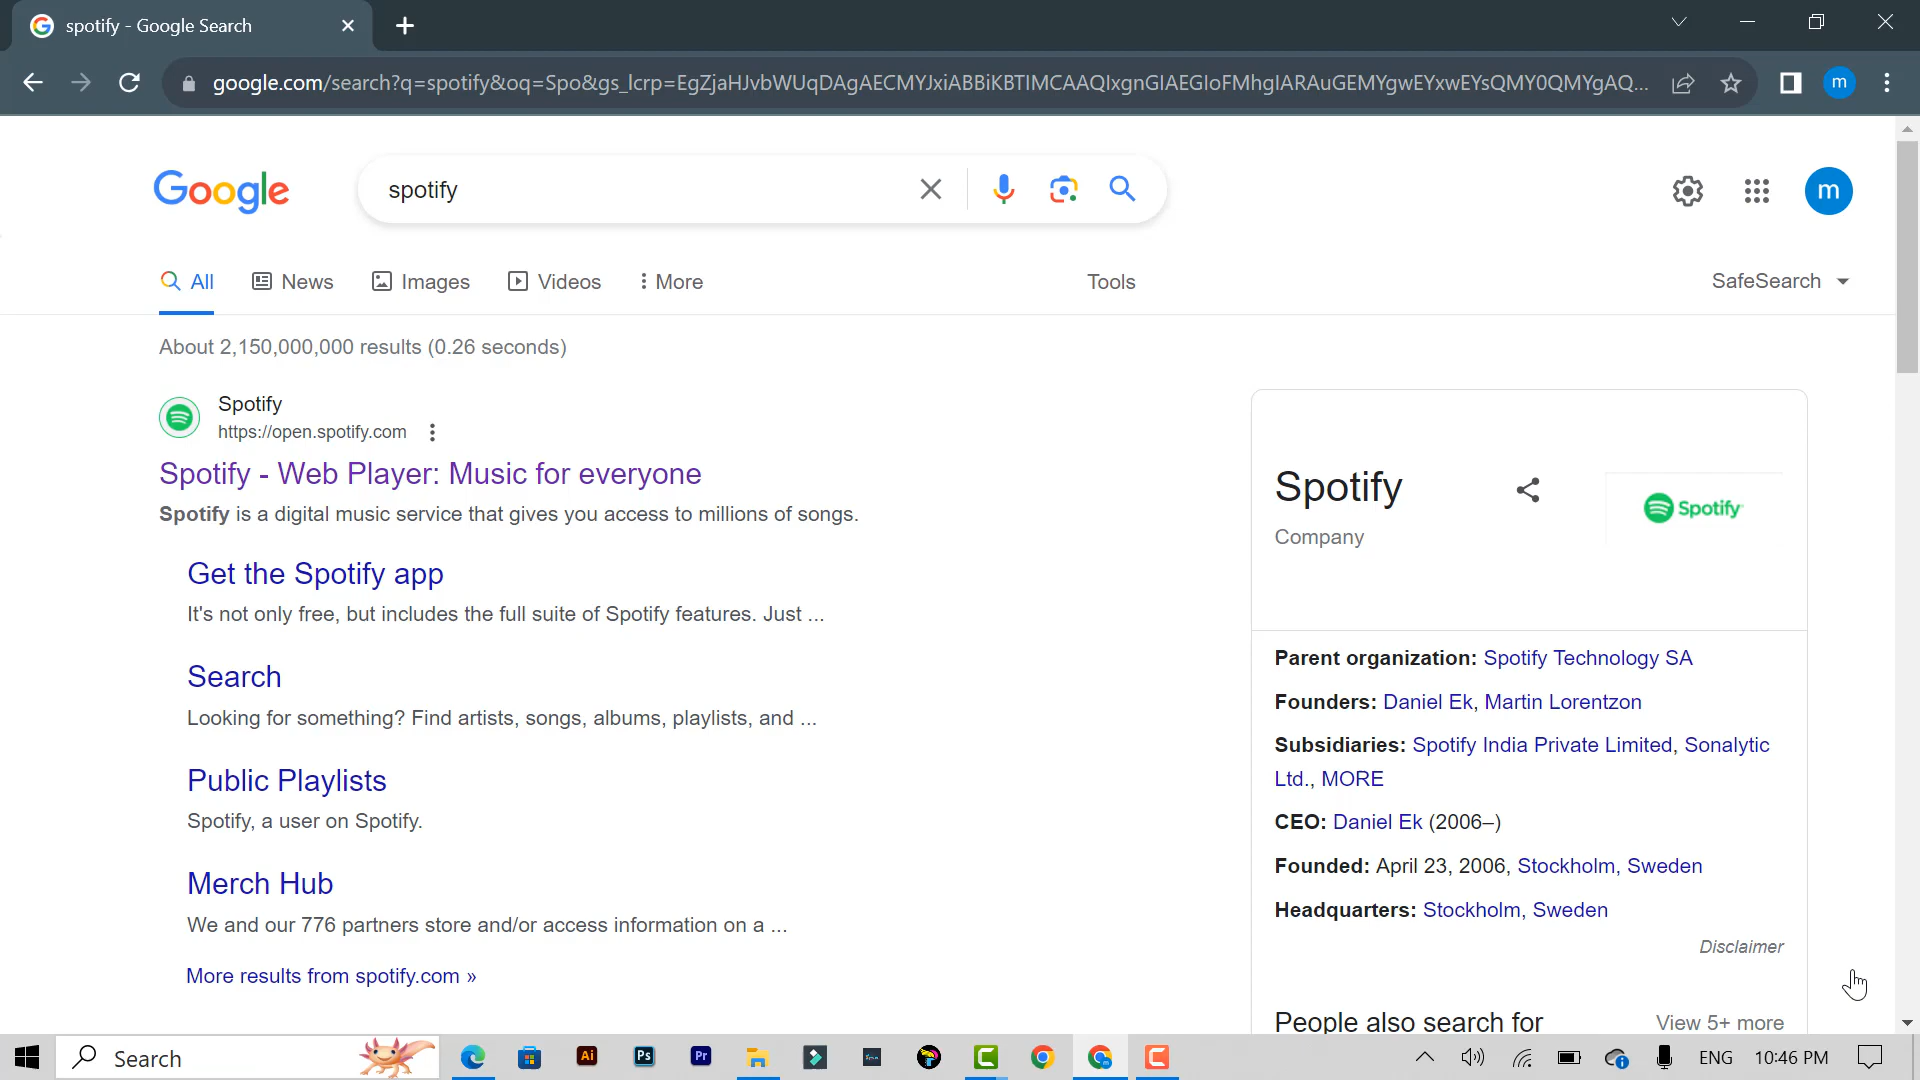 spotify - Google Search
google.com/search?q=spotify&oq=Spo&gs_lcrp=EgZjaHJvbWUqDAgAECMYJxiABBiKBTIMCAAQIxgnGIAEGIoFMhgIARAuGEMYgwEYxwEYsQMY0QMYgAQ...
m
Google
spotify
m
All
News
Images
Videos
More
Tools
SafeSearch
About 2,150,000,000 results (0.26 seconds)
Spotify
https://open.spotify.com
Spotify - Web Player: Music for everyone
Spotify is a digital music service that gives you access to millions of songs.
Get the Spotify app
It's not only free, but includes the full suite of Spotify features. Just ...
Search
Looking for something? Find artists, songs, albums, playlists, and ...
Public Playlists
Spotify, a user on Spotify.
Merch Hub
We and our 776 partners store and/or access information on a ...
More results from spotify.com »
Spotify
Company
Spotify
Parent organization: Spotify Technology SA
Founders: Daniel Ek, Martin Lorentzon
Subsidiaries: Spotify India Private Limited, Sonalytic
Ltd., MORE
CEO: Daniel Ek (2006–)
Founded: April 23, 2006, Stockholm, Sweden
Headquarters: Stockholm, Sweden
Disclaimer
People also search for
View 5+ more
Search
Ai
Ps
Pr
ENG
10:46 PM